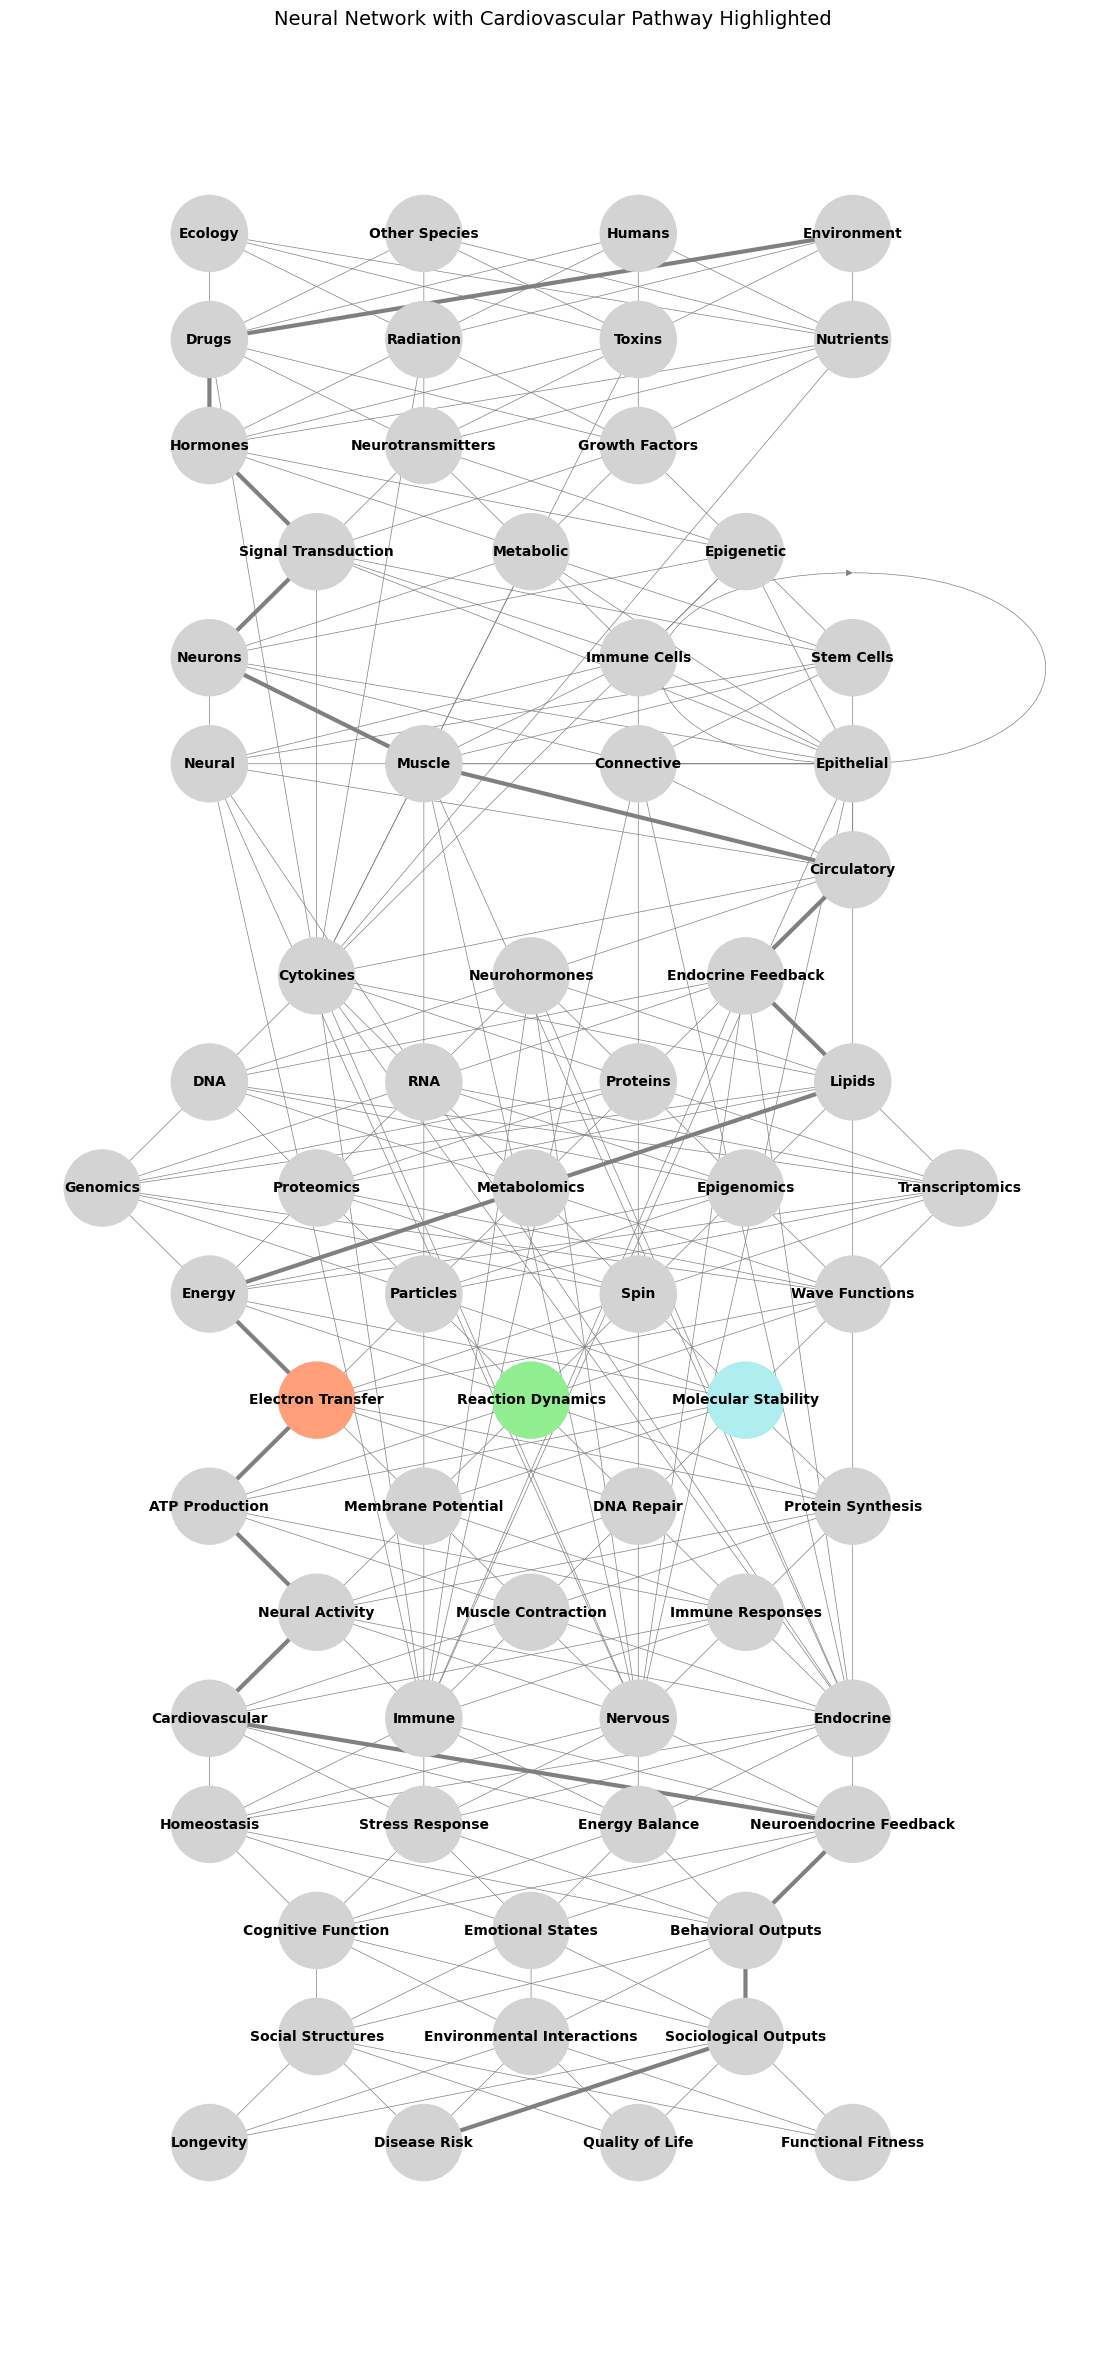 Neural Network with Cardiovascular Pathway Highlighted
Ecology
Other Species
Humans
Environment
Drugs
Radiation
Toxins
Nutrients
Hormones
Neurotransmitters
Growth Factors
Signal Transduction
Metabolic
Epigenetic
Neurons
Immune Cells
Stem Cells
Neural
Muscle
Connective
Epithelial
Circulatory
Cytokines
Neurohormones
Endocrine Feedback
DNA
RNA
Proteins
Lipids
Genomics
Proteomics
Metabolomics
Epigenomics
Transcriptomics
Energy
Particles
Spin
Wave Functions
Electron Transfer
Reaction Dynamics
Molecular Stability
ATP Production
Membrane Potential
DNA Repair
Protein Synthesis
Neural Activity
Muscle Contraction
Immune Responses
Cardiovascular
Immune
Nervous
Endocrine
Homeostasis
Stress Response
Energy Balance
Neuroendocrine Feedback
Cognitive Function
Emotional States
Behavioral Outputs
Social Structures
Environmental Interactions
Sociological Outputs
Longevity
Disease Risk
Quality of Life
Functional Fitness